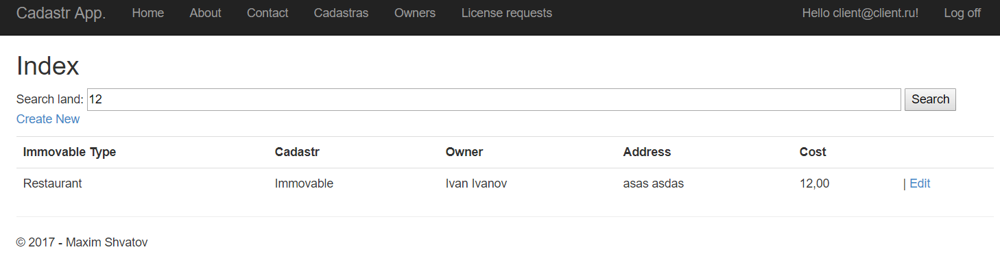 Cadastr App. Home About Contact Cadastras Owners License requests Hello client@client.ru! Log off
Index
Search land: 12 Search
Create New
Immovable Type Cadastr Owner Address Cost
Restaurant Immovable Ivan Ivanov asas asdas 12,00 | Edit
© 2017 - Maxim Shvatov